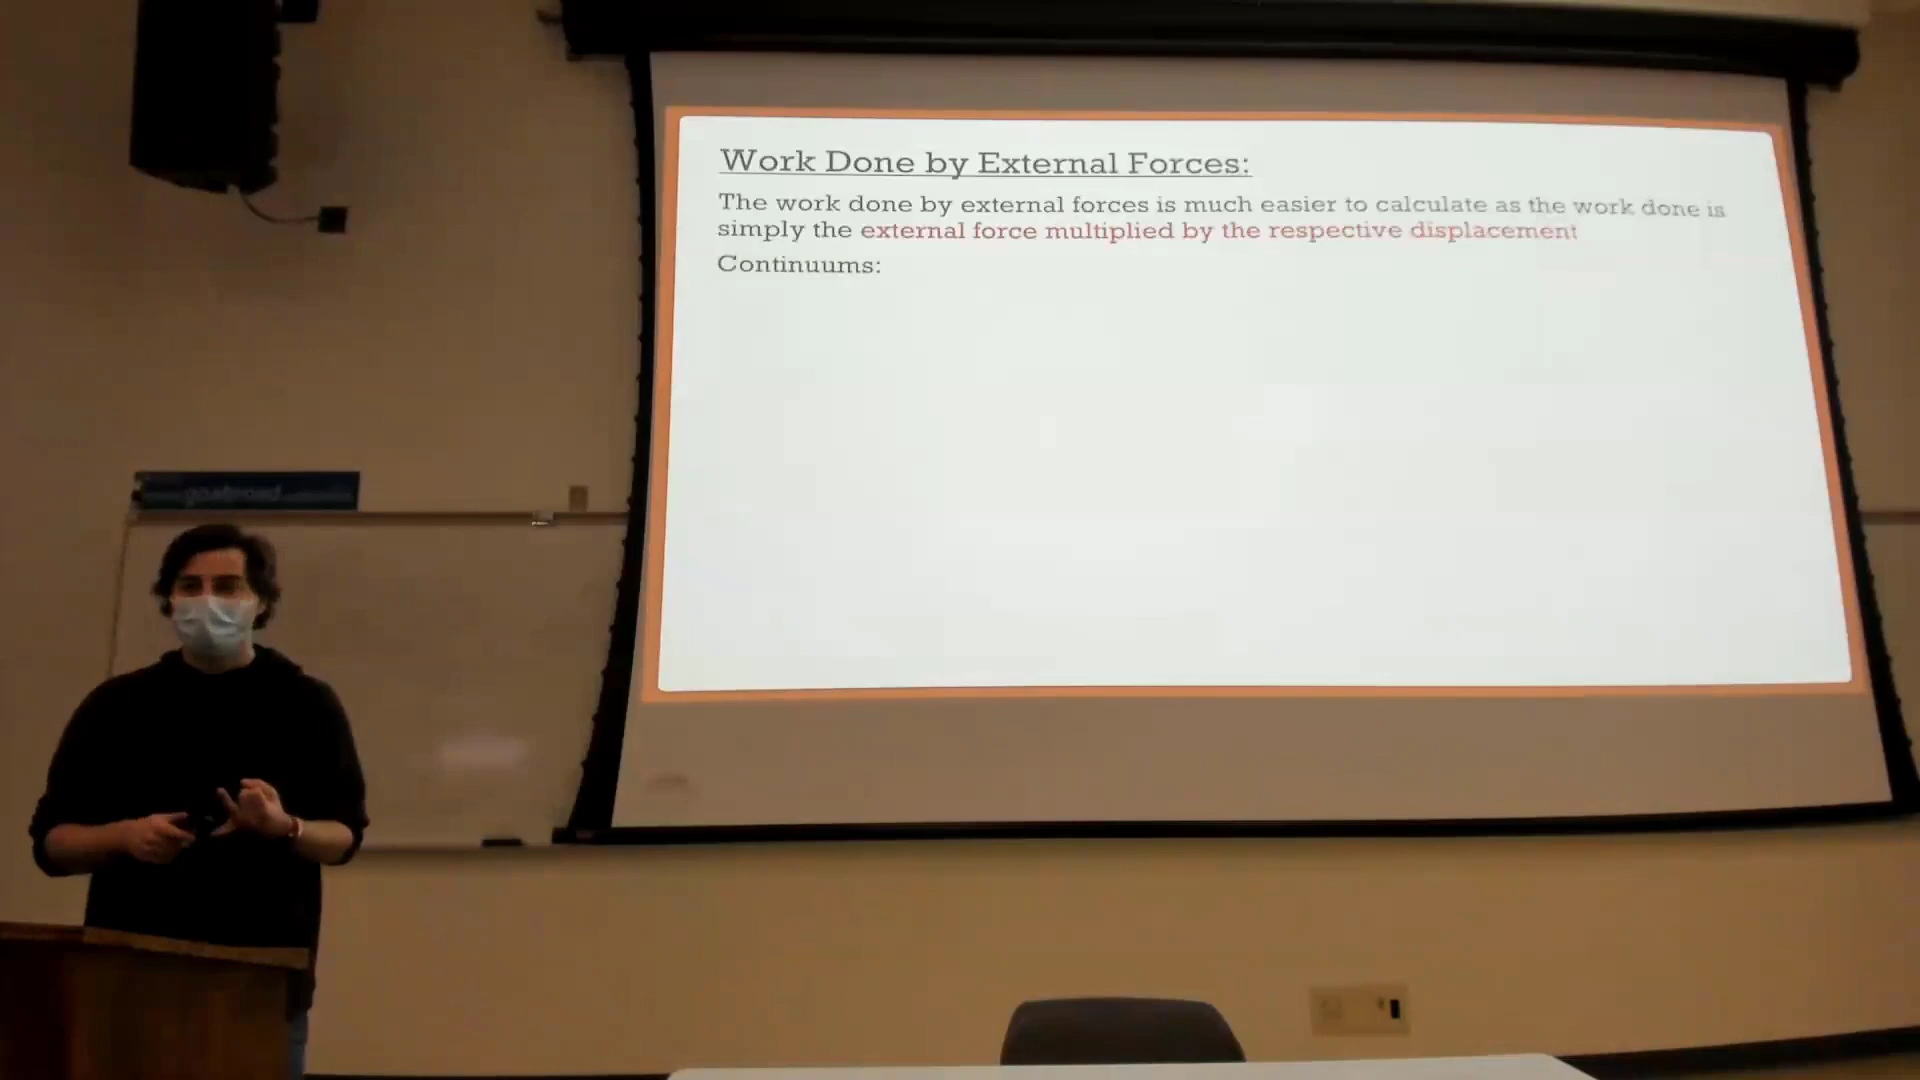 Work Done by External Forces:
The work done by external forces is much easier to calculate as the work done is
simply the external force multiplied by the respective displacement
Continuums: